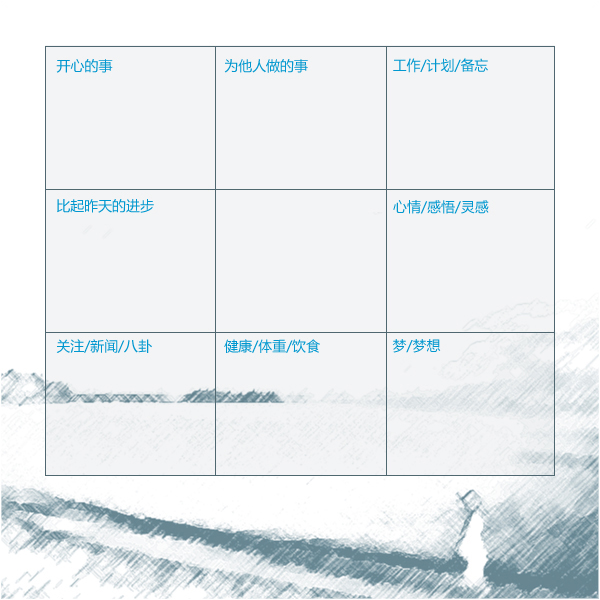 开心的事
为他人做的事
工作/计划/备忘
比起昨天的进步
心情/感悟/灵感
关注/新闻/八卦
健康/体重/饮食
梦/梦想